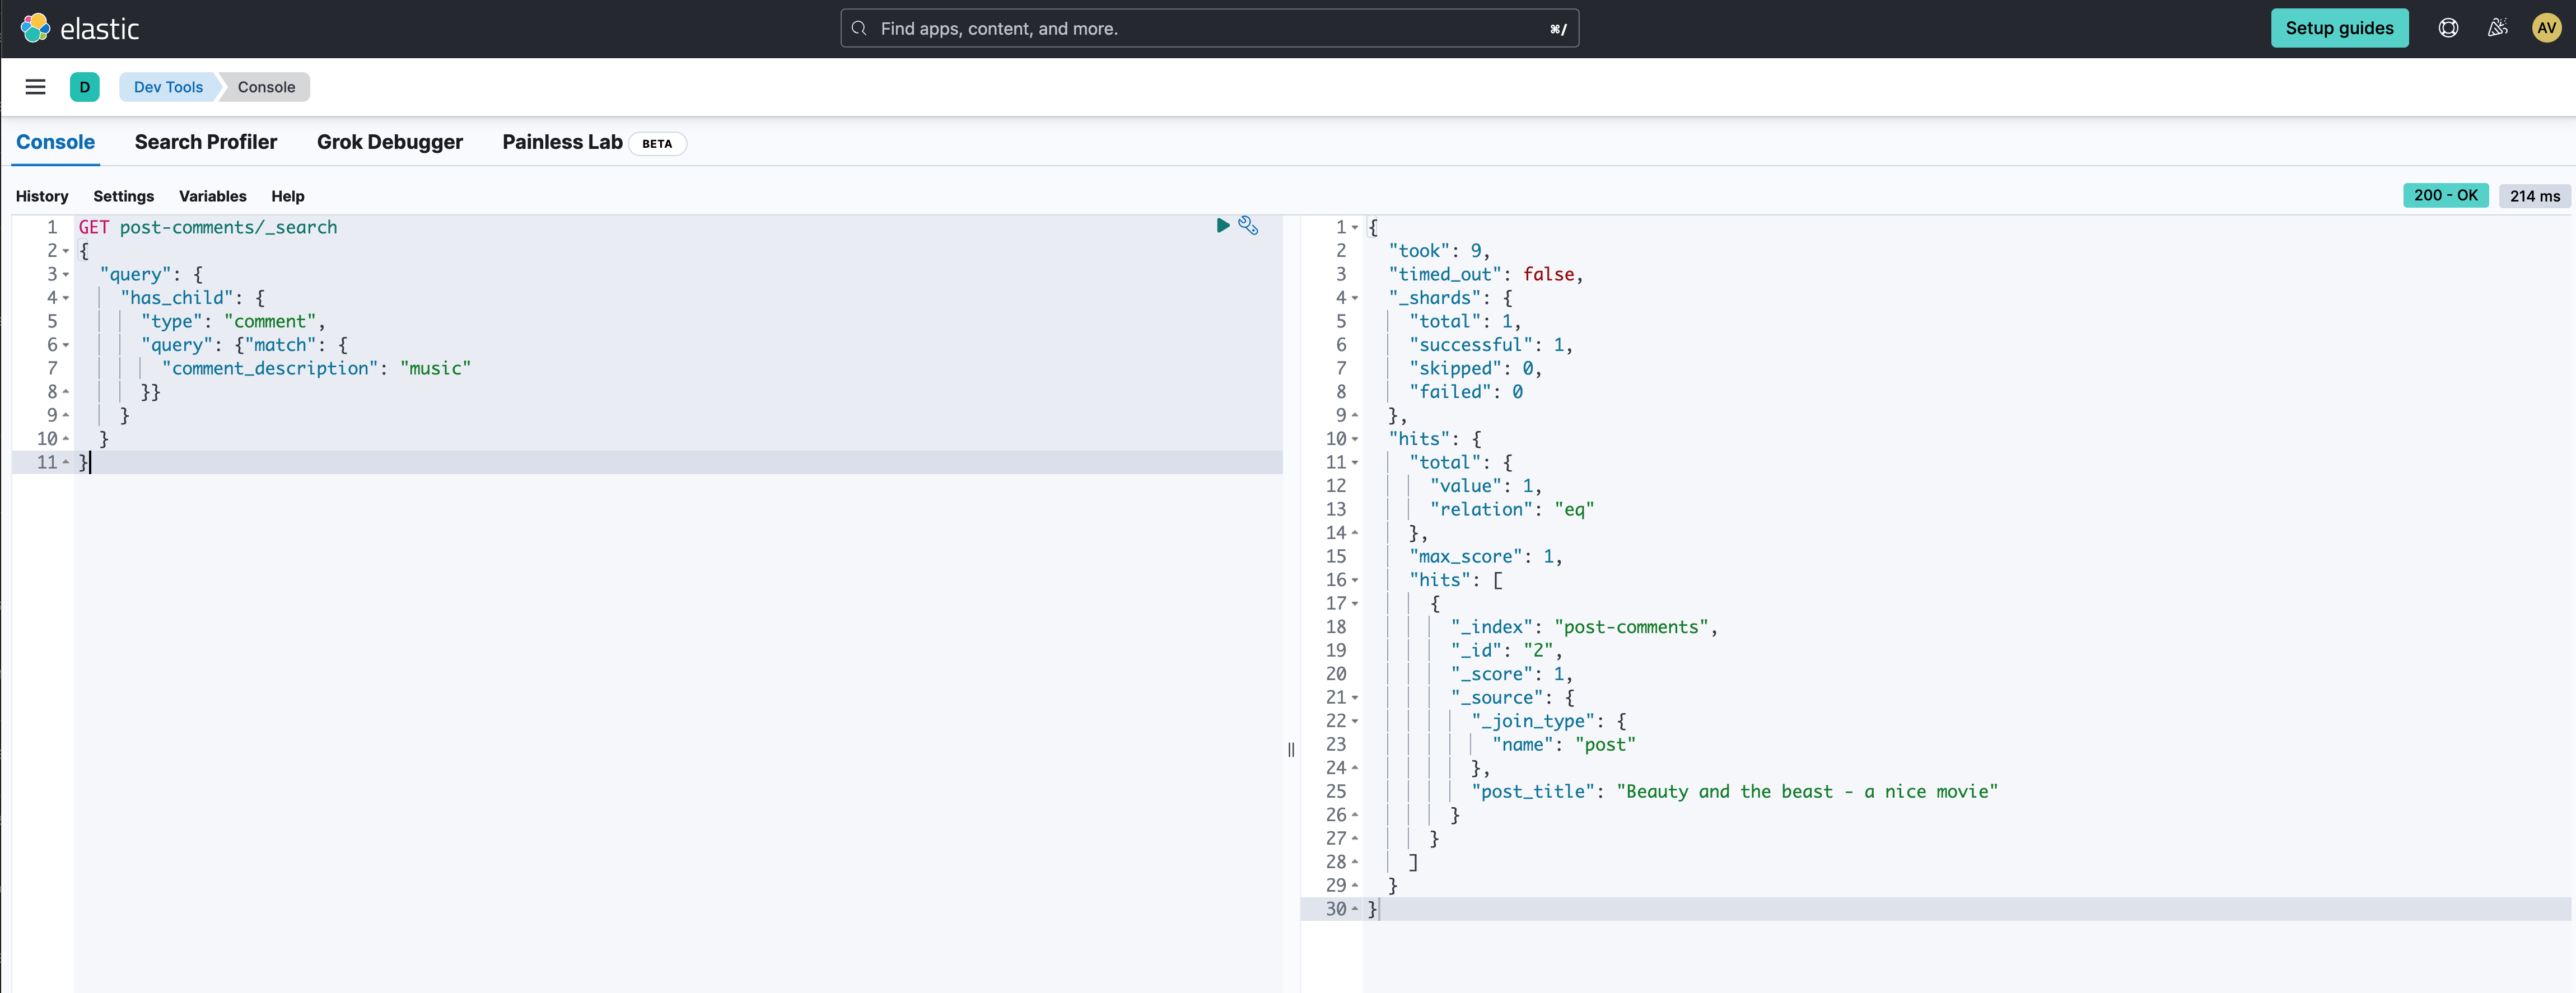 elastic
Find apps, content, and more.
⌘/
Setup guides
AV
D
Dev Tools
Console
Console
Search Profiler
Grok Debugger
Painless Lab
BETA
History
Settings
Variables
Help
200 - OK
214 ms
1 GET post-comments/_search
2 {
3   "query": {
4     "has_child": {
5       "type": "comment",
6       "query": {"match": {
7         "comment_description": "music"
8       }}
9     }
10   }
11 }
1 {
2   "took": 9,
3   "timed_out": false,
4   "_shards": {
5     "total": 1,
6     "successful": 1,
7     "skipped": 0,
8     "failed": 0
9   },
10   "hits": {
11     "total": {
12       "value": 1,
13       "relation": "eq"
14     },
15     "max_score": 1,
16     "hits": [
17       {
18         "_index": "post-comments",
19         "_id": "2",
20         "_score": 1,
21         "_source": {
22           "_join_type": {
23             "name": "post"
24           },
25           "post_title": "Beauty and the beast - a nice movie"
26         }
27       }
28     ]
29   }
30 }